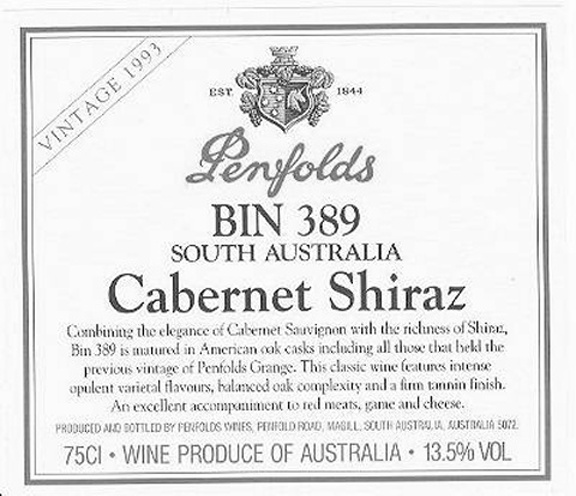 VINTAGE 1993
EST. 1844
Penfolds
BIN 389
SOUTH AUSTRALIA
Cabernet Shiraz
Combining the elegance of Cabernet Sauvignon with the richness of Shiraz,
Bin 389 is matured in American oak casks including all those that held the
previous vintage of Penfolds Grange. This classic wine features intense
opulent varietal flavours, balanced oak complexity and a firm tannin finish.
An excellent accompaniment to red meats, game and cheese.
PRODUCED AND BOTTLED BY PENFOLDS WINES, PENFOLD ROAD, MAGILL, SOUTH AUSTRALIA, AUSTRALIA 5072.
75Cl • WINE PRODUCE OF AUSTRALIA • 13.5% VOL